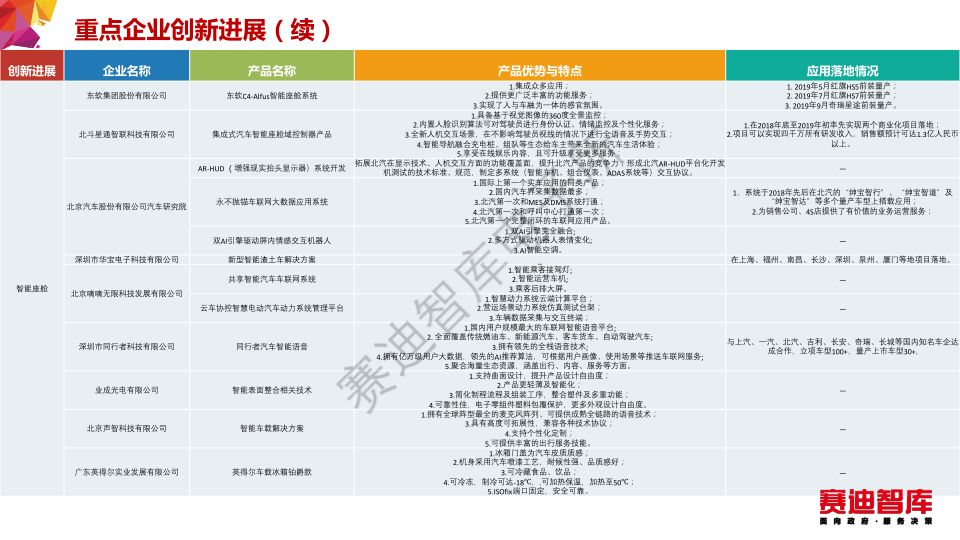 重点企业创新进展（续）
创新进展 企业名称 产品名称 产品优势与特点 应用落地情况
智能座舱
东软集团股份有限公司
东软C4-Alfus智能座舱系统
1.集成众多应用；
2.提供更广泛丰富的功能服务；
3.实现了人与车融为一体的感官氛围。
1. 2019年5月红旗HS5前装量产；
2. 2019年7月红旗HS7前装量产；
3. 2019年9月奇瑞星途前装量产。
北斗星通智联科技有限公司
集成式汽车智能座舱域控制器产品
1.具备基于视觉图像的360度全景监控；
2.内置人脸识别算法可对驾驶员进行身份认证、情绪监控及个性化服务；
3.全新人机交互场景，在不影响驾驶员视线的情况下进行全语音及手势交互；
4.智能导航融合充电桩、组队等生态给车主带来全新的汽车生活体验；
5.享受在线娱乐内容，且可升级享受更多服务。
1.在2018年底至2019年初率先实现两个商业化项目落地；
2.项目可以实现四千万所有研发收入，销售额预计可达1.3亿人民币
以上。
北京汽车股份有限公司汽车研究院
AR-HUD（增强现实抬头显示器）系统开发
拓展北汽在显示技术、人机交互方面的功能覆盖面，提升北汽产品的竞争力；形成北汽AR-HUD平台化开发
机测试的技术标准、规范，制定多系统（智能车机、组合仪表、ADAS系统等）交互协议。
—
永不抛锚车联网大数据应用系统
1.国际上第一个实车应用的同类产品；
2.国内汽车界采集数据最多；
3.北汽第一次和MES及DMS系统打通；
4.北汽第一次和呼叫中心打通第一次；
5.北汽第一个完整闭环的车联网应用产品。
1. 系统于2018年先后在北汽的“绅宝智行”、“绅宝智道”及
“绅宝智达”等多个量产车型上搭载应用；
2.为销售公司、4S店提供了有价值的业务运营服务；
双AI引擎驱动屏内情感交互机器人
1.双AI引擎完全融合;
2.多方式驱动机器人表情变化;
3.AI智能空调。
—
深圳市华宝电子科技有限公司
新型智能渣土车解决方案
—
在上海、福州、南昌、长沙、深圳、泉州、厦门等地项目落地。
北京嘀嘀无限科技发展有限公司
共享智能汽车车联网系统
1.智能乘客接驾灯;
2.智能运营车机;
3.乘客后排大屏。
—
云车协控智慧电动汽车动力系统管理平台
1.智慧动力系统云端计算平台；
2.营运场景动力系统仿真测试台架；
3.车辆数据采集与交互终端；
—
深圳市同行者科技有限公司
同行者汽车智能语音
1.国内用户规模最大的车联网智能语音平台;
2. 全面覆盖传统燃油车、新能源汽车、客车货车、自动驾驶汽车;
3.拥有领先的全栈语音技术;
4.拥有亿万级用户大数据，领先的AI推荐算法，可根据用户画像、使用场景等推送车联网服务;
5.聚合海量生态资源，涵盖出行、内容、服务等方面。
与上汽、一汽、北汽、吉利、长安、奇瑞、长城等国内知名车企达
成合作，立项车型100+，量产上市车型30+.
业成光电有限公司
智能表面整合相关技术
1.支持曲面设计，提升产品设计自由度；
2.产品更轻薄及智能化；
3.简化制程流程及组装工序，整合塑件及多重功能；
4.可靠性佳，电子零组件塑料包覆保护，更多外观设计自由度。
—
北京声智科技有限公司
智能车载解决方案
1.拥有全球阵型最全的麦克风阵列、可提供成熟全链路的语音技术；
3.具有高度可拓展性，兼容各种技术协议；
4.支持个性化定制；
5.可提供丰富的出行服务技能。
—
广东英得尔实业发展有限公司
英得尔车载冰箱铂爵款
1.冰箱门盖为汽车皮质质感；
2.机身采用汽车喷漆工艺，耐候性强、品质感好；
3.可冷藏食品、饮品；
4.可冷冻，制冷可达-18℃，.可加热保温，加热至50℃；
5.ISOfix端口固定，安全可靠。
—
赛迪智库
面向政府·服务决策